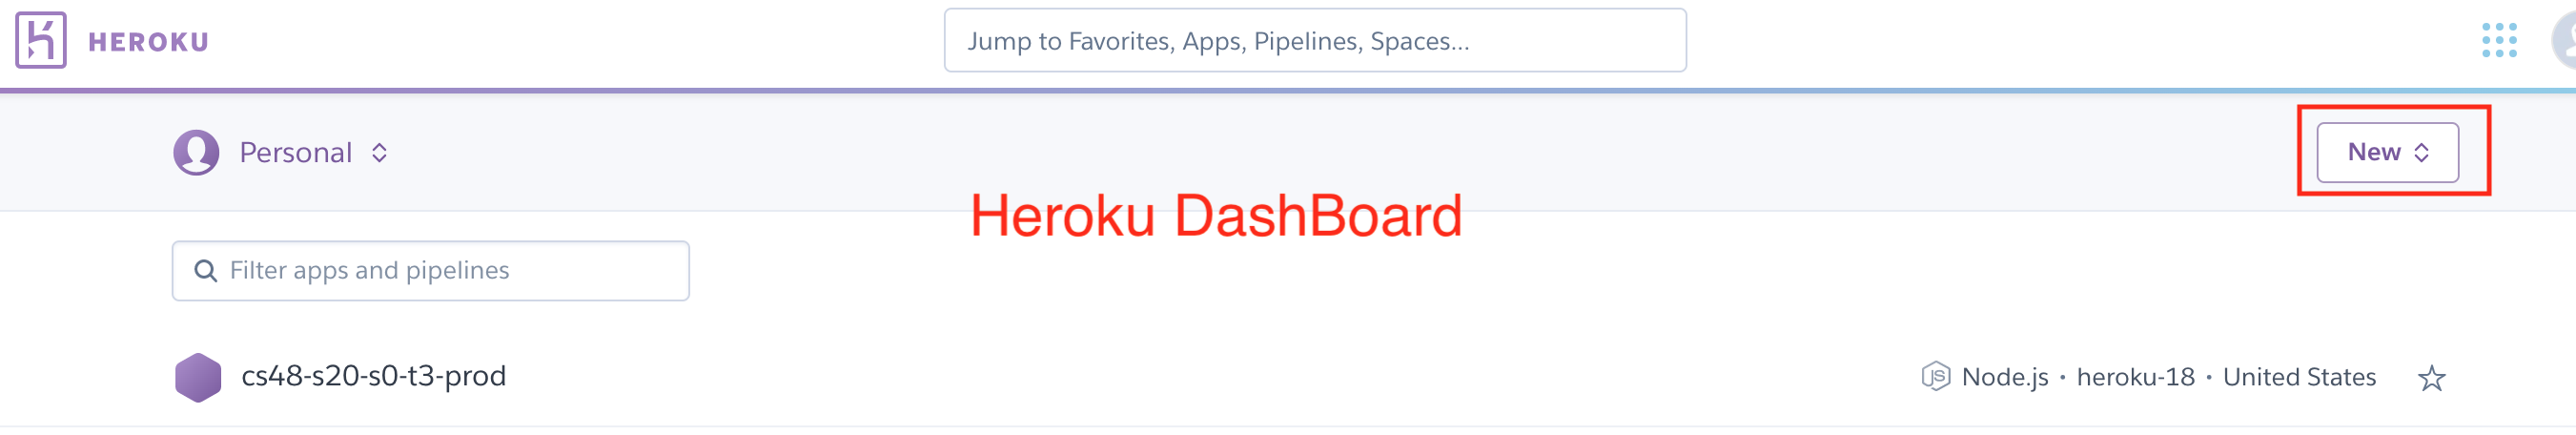 HEROKU
Jump to Favorites, Apps, Pipelines, Spaces...
Personal
New
Heroku DashBoard
Filter apps and pipelines
cs48-s20-s0-t3-prod
JS Node.js • heroku-18 • United States